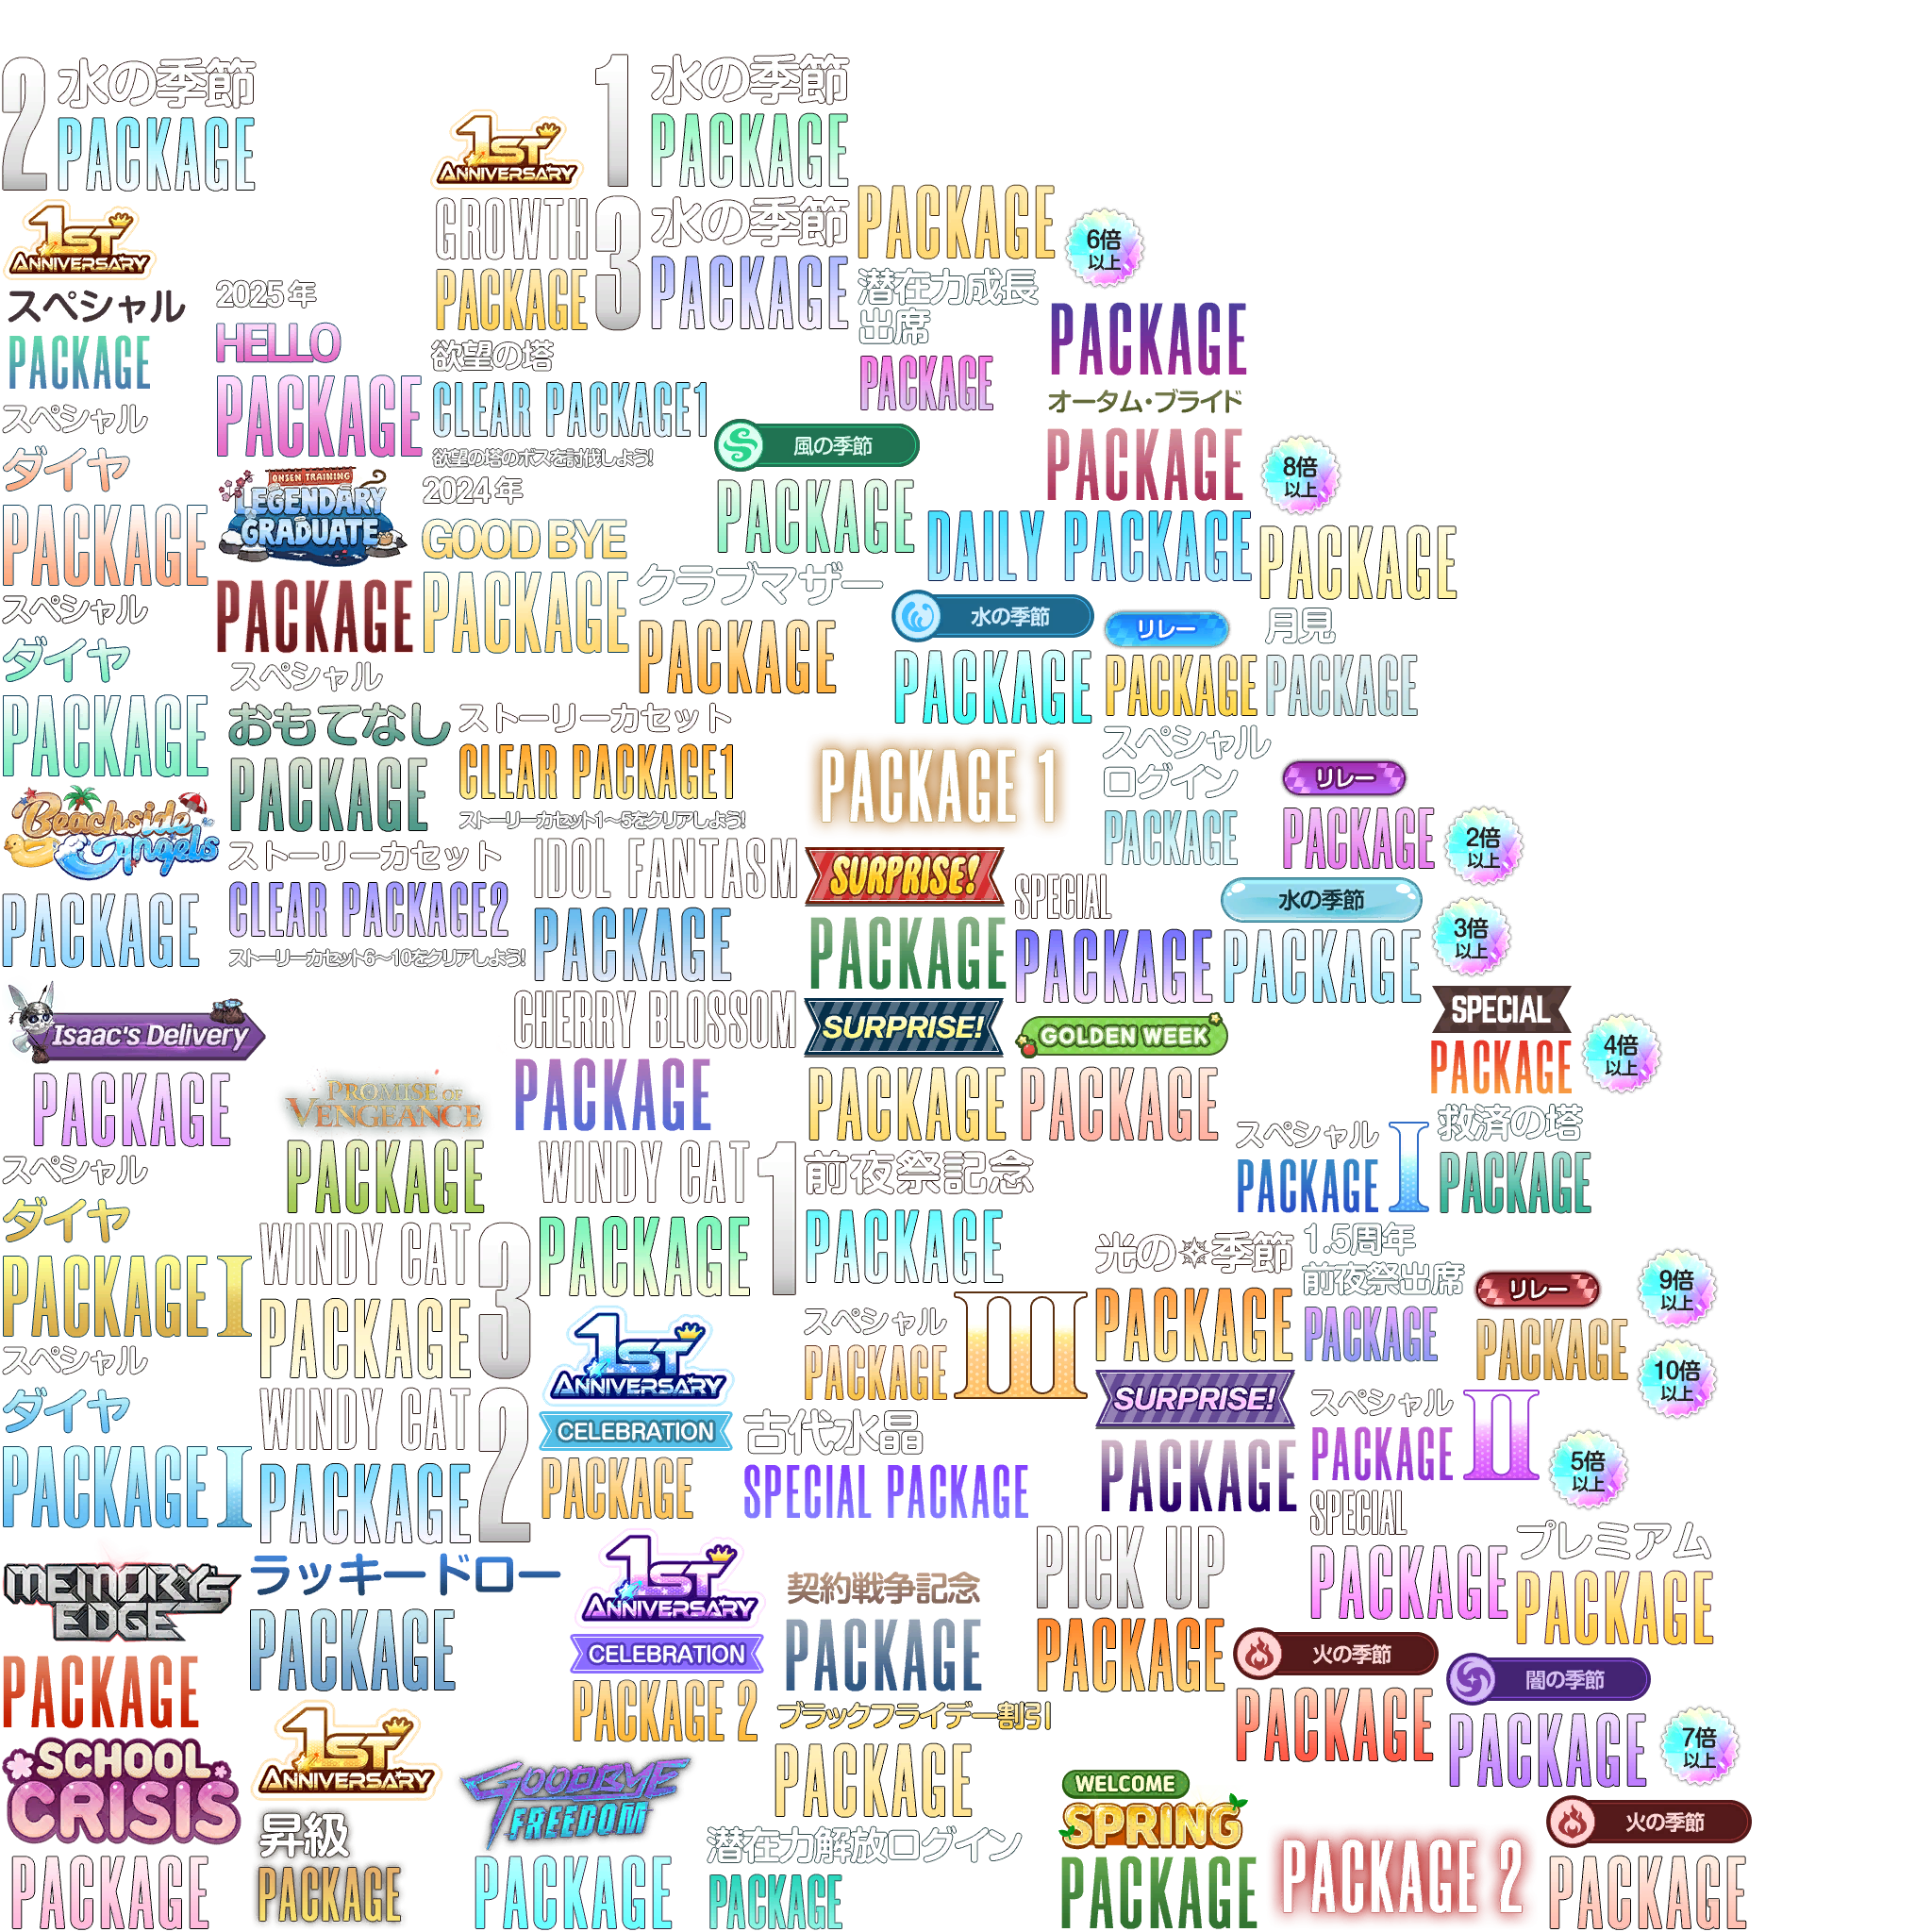 2
水の季節
PACKAGE
1ST
ANNIVERSARY
1
水の季節
PACKAGE
1ST
ANNIVERSARY
スペシャル
PACKAGE
2025 年
HELLO
PACKAGE
GROWTH
PACKAGE
3
水の季節
PACKAGE
PACKAGE
6倍
以上
潜在力成長
出席
PACKAGE
PACKAGE
欲望の塔
CLEAR PACKAGE1
欲望の塔のボスを討伐しよう!
オータム・ブライド
PACKAGE
8倍
以上
スペシャル
ダイヤ
PACKAGE
ONSEN TRAINING
LEGENDARY
GRADUATE
PACKAGE
2024 年
GOOD BYE
PACKAGE
風の季節
PACKAGE
DAILY PACKAGE
PACKAGE
スペシャル
ダイヤ
PACKAGE
クラブマザー
PACKAGE
水の季節
PACKAGE
リレー
PACKAGE
月見
PACKAGE
スペシャル
おもてなし
PACKAGE
ストーリーカセット
CLEAR PACKAGE1
ストーリーカセット1〜5をクリアしよう!
PACKAGE 1
スペシャル
ログイン
PACKAGE
リレー
PACKAGE
2倍
以上
Beachside
Angels
PACKAGE
ストーリーカセット
CLEAR PACKAGE2
ストーリーカセット6〜10をクリアしよう!
IDOL FANTASM
PACKAGE
SURPRISE!
PACKAGE
SPECIAL
PACKAGE
水の季節
PACKAGE
3倍
以上
Isaac's Delivery
PACKAGE
PROMISE OF
VENGEANCE
PACKAGE
CHERRY BLOSSOM
PACKAGE
SURPRISE!
PACKAGE
GOLDEN WEEK
PACKAGE
SPECIAL
PACKAGE
4倍
以上
スペシャル
ダイヤ
PACKAGE I
WINDY CAT
PACKAGE
3
WINDY CAT
PACKAGE
1
前夜祭記念
PACKAGE
スペシャル
PACKAGE
I
救済の塔
PACKAGE
光の季節
PACKAGE
1.5周年
前夜祭出席
PACKAGE
リレー
PACKAGE
9倍
以上
10倍
以上
スペシャル
ダイヤ
PACKAGE I
WINDY CAT
PACKAGE
2
1ST
ANNIVERSARY
CELEBRATION
PACKAGE
スペシャル
PACKAGE
III
古代水晶
SPECIAL PACKAGE
SURPRISE!
PACKAGE
スペシャル
PACKAGE
II
5倍
以上
MEMORY'S
EDGE
PACKAGE
ラッキードロー
PACKAGE
1ST
ANNIVERSARY
CELEBRATION
PACKAGE 2
契約戦争記念
PACKAGE
PICK UP
PACKAGE
SPECIAL
PACKAGE
プレミアム
PACKAGE
火の季節
PACKAGE
闇の季節
PACKAGE
7倍
以上
SCHOOL
CRISIS
PACKAGE
1ST
ANNIVERSARY
昇級
PACKAGE
GOODBYE
FREEDOM
PACKAGE
ブラックフライデー割引
PACKAGE
潜在力解放ログイン
PACKAGE
WELCOME
SPRING
PACKAGE
PACKAGE 2
火の季節
PACKAGE